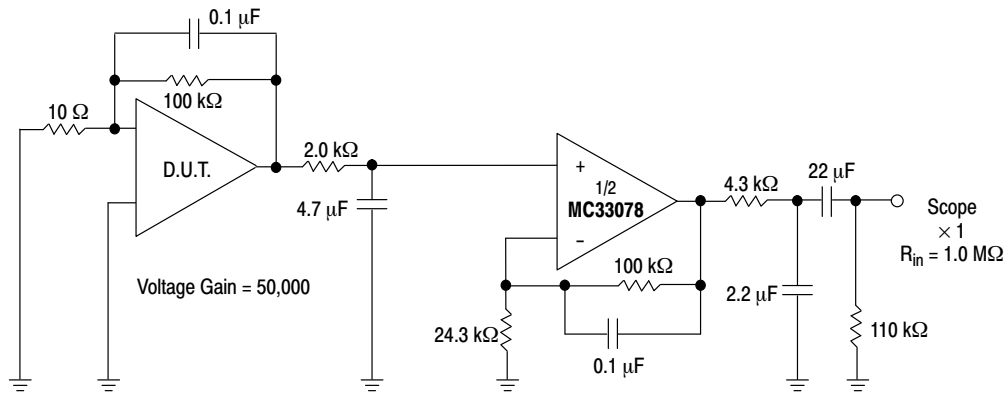 0.1 µF
100 kΩ
10 Ω
D.U.T.
2.0 kΩ
4.7 µF
Voltage Gain = 50,000
+
1/2
MC33078
−
100 kΩ
24.3 kΩ
0.1 µF
4.3 kΩ
22 µF
2.2 µF
110 kΩ
Scope
× 1
Rin = 1.0 MΩ